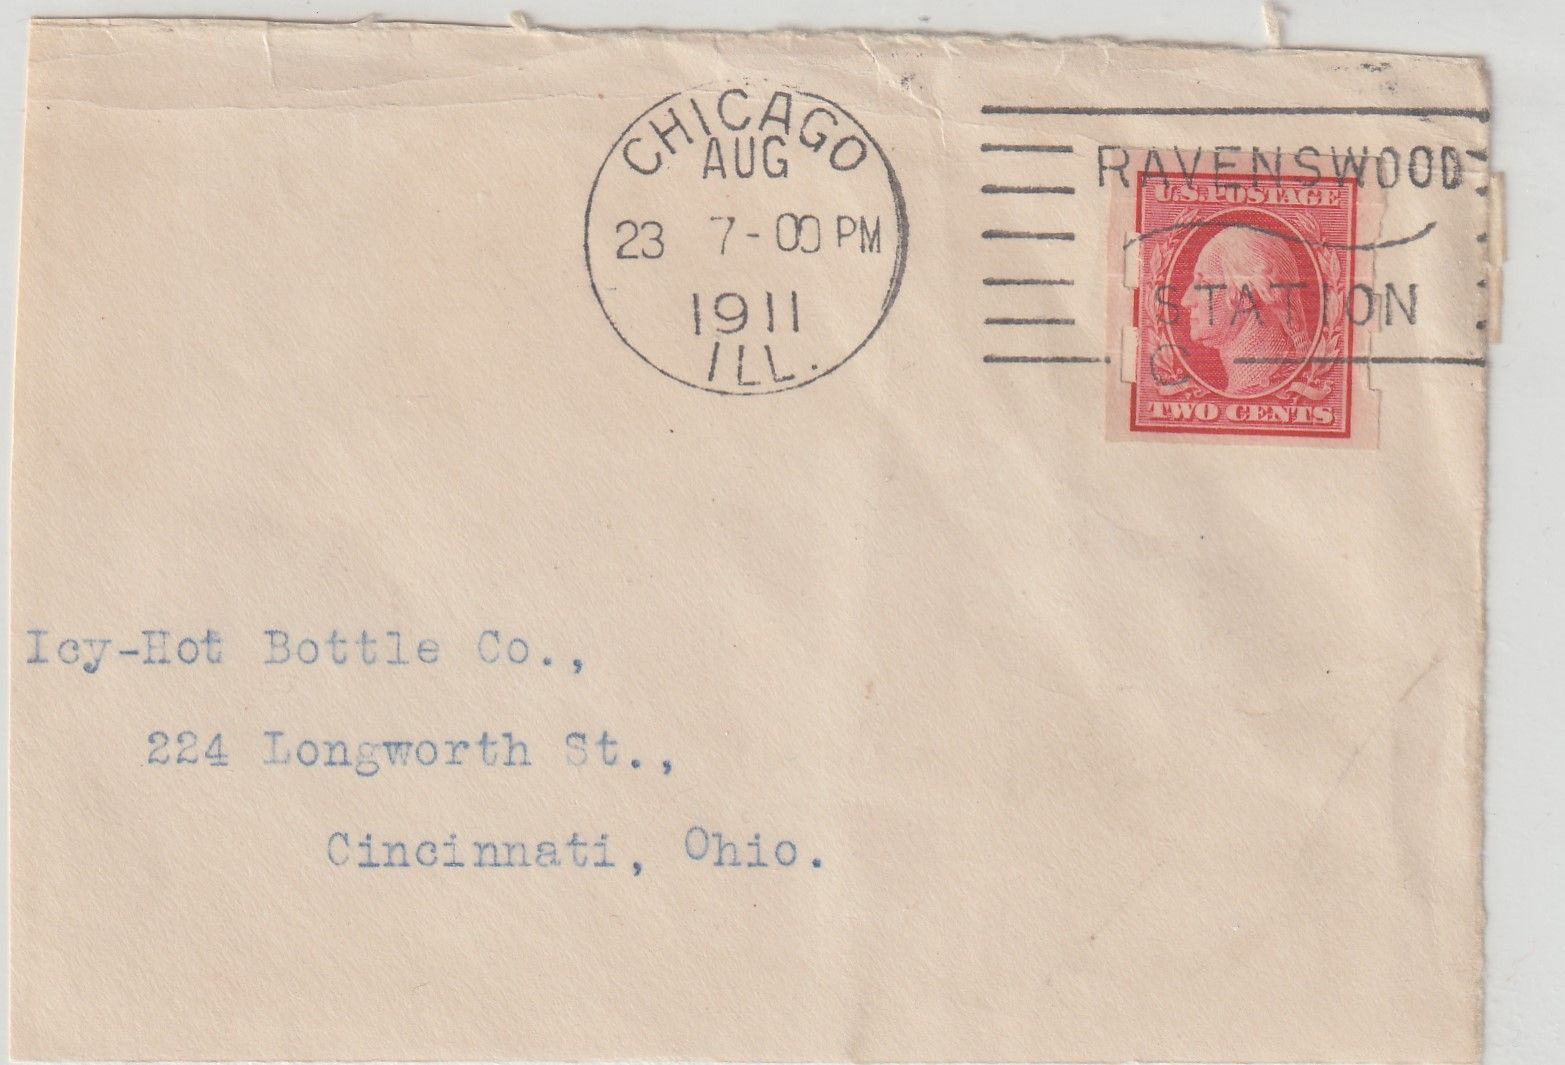 CHICAGO
AUG
23 7-00 PM
1911
ILL.
RAVENSWOOD
STATION
C
U.S. POSTAGE
TWO CENTS
Icy-Hot Bottle Co.,
224 Longworth St.,
Cincinnati, Ohio.